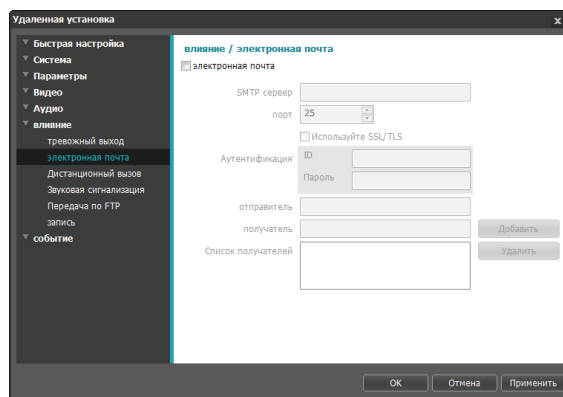 Удаленная установка x
Быстрая настройка
Система
Параметры
Видео
Аудио
влияние
тревожный выход
электронная почта
Дистанционный вызов
Звуковая сигнализация
Передача по FTP
запись
событие
влияние / электронная почта
электронная почта
SMTP сервер
порт 25
Используйте SSL/TLS
Аутентификация ID
Пароль
отправитель
получатель Добавить
Список получателей Удалить
OK Отмена Применить